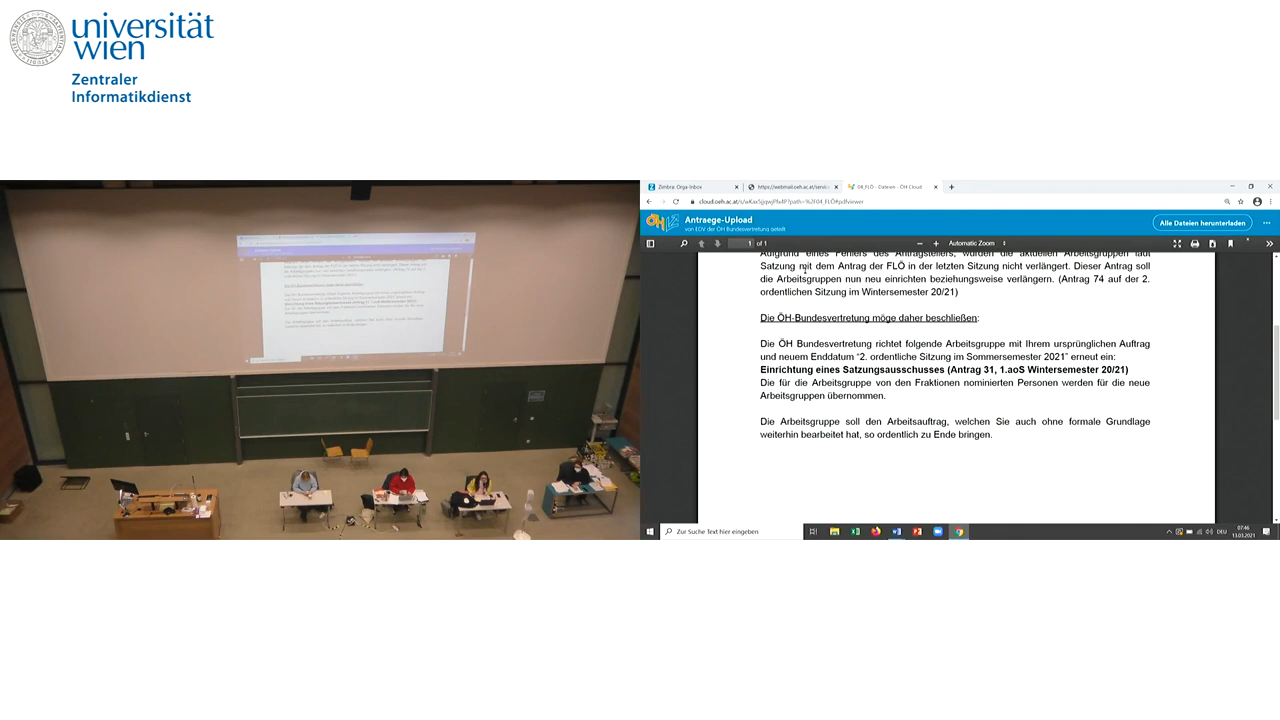 universität
wien
Zentraler
Informatikdienst
Zimbra: Orga-Inbox
https://webmail.oeh.ac.at/servic
04_FLÖ - Dateien - ÖH Cloud
Antraege-Upload
von EDV der ÖH Bundesvertretung geteilt
Alle Dateien herunterladen
1 of 1
Automatic Zoom
Aufgrund eines Fehlers des Antragstellers, wurden die aktuellen Arbeitsgruppen laut
Satzung mit dem Antrag der FLÖ in der letzten Sitzung nicht verlängert. Dieser Antrag soll
die Arbeitsgruppen nun neu einrichten beziehungsweise verlängern. (Antrag 74 auf der 2.
ordentlichen Sitzung im Wintersemester 20/21)
Die ÖH-Bundesvertretung möge daher beschließen:
Die ÖH Bundesvertretung richtet folgende Arbeitsgruppe mit Ihrem ursprünglichen Auftrag
und neuem Enddatum “2. ordentliche Sitzung im Sommersemester 2021” erneut ein:
Einrichtung eines Satzungsausschusses (Antrag 31, 1.aoS Wintersemester 20/21)
Die für die Arbeitsgruppe von den Fraktionen nominierten Personen werden für die neue
Arbeitsgruppen übernommen.
Die Arbeitsgruppe soll den Arbeitsauftrag, welchen Sie auch ohne formale Grundlage
weiterhin bearbeitet hat, so ordentlich zu Ende bringen.
Zur Suche Text hier eingeben
DEU
07:46
13.03.2021